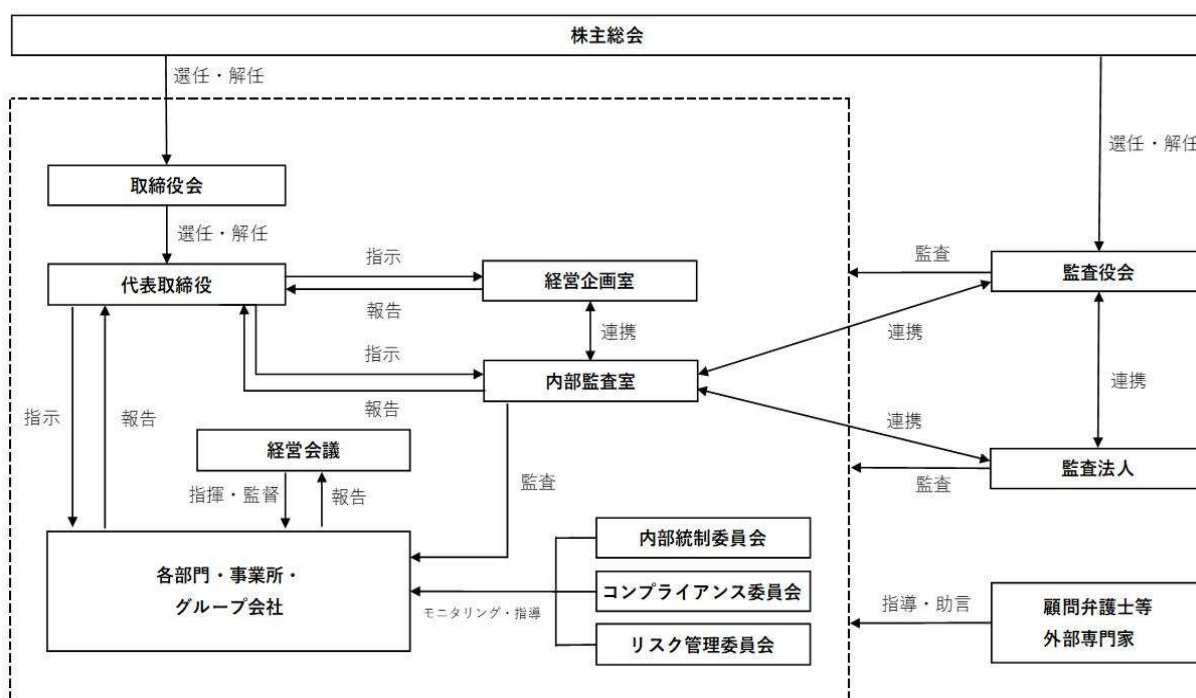 株主総会
選任・解任
選任・解任
取締役会
選任・解任
代表取締役
指示
報告
経営企画室
監査
監査役会
連携
連携
指示
報告
内部監査室
連携
連携
指示
報告
経営会議
指揮・監督
報告
監査
監査
監査法人
各部門・事業所・
グループ会社
モニタリング・指導
内部統制委員会
コンプライアンス委員会
リスク管理委員会
指導・助言
顧問弁護士等
外部専門家